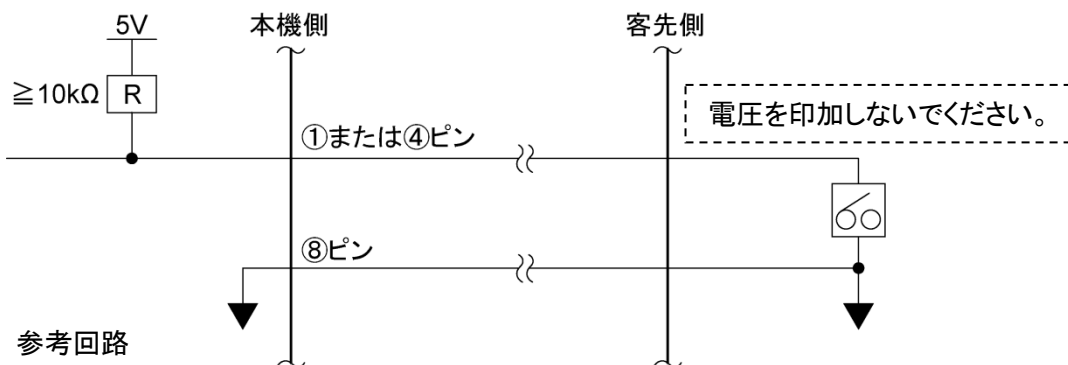 5V
本機側
客先側
≧10kΩ
R
電圧を印加しないでください。
①または④ピン
⑧ピン
参考回路